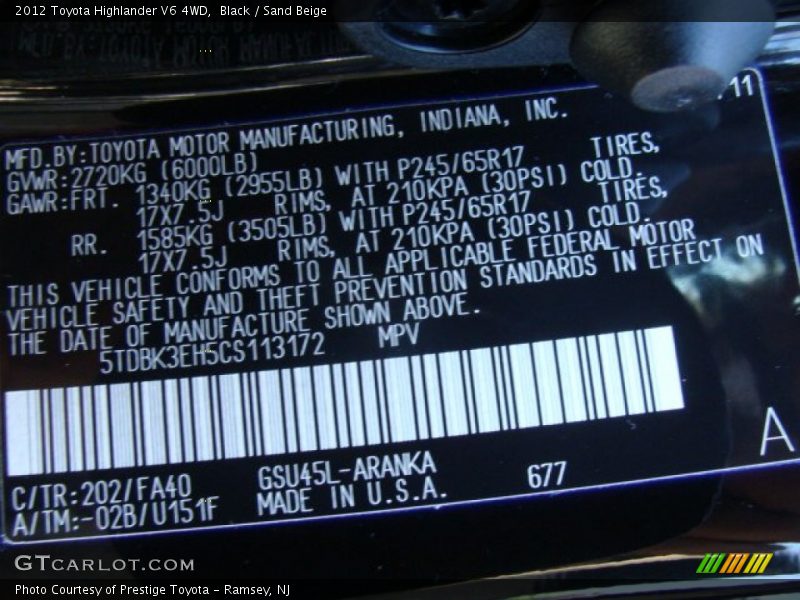 2012 Toyota Highlander V6 4WD, Black / Sand Beige
11
MFD.BY:TOYOTA MOTOR MANUFACTURING, INDIANA, INC.
GVWR:2720KG (6000LB)
GAWR:FRT. 1340KG (2955LB) WITH P245/65R17 TIRES,
17X7.5J RIMS, AT 210KPA (30PSI) COLD.
RR. 1585KG (3505LB) WITH P245/65R17 TIRES,
17X7.5J RIMS, AT 210KPA (30PSI) COLD.
THIS VEHICLE CONFORMS TO ALL APPLICABLE FEDERAL MOTOR
VEHICLE SAFETY AND THEFT PREVENTION STANDARDS IN EFFECT ON
THE DATE OF MANUFACTURE SHOWN ABOVE.
5TDBK3EH5CS113172 MPV
C/TR:202/FA40 GSU45L-ARANKA 677 A
A/TM:-02B/U151F MADE IN U.S.A.
GTCARLOT.COM
Photo Courtesy of Prestige Toyota - Ramsey, NJ